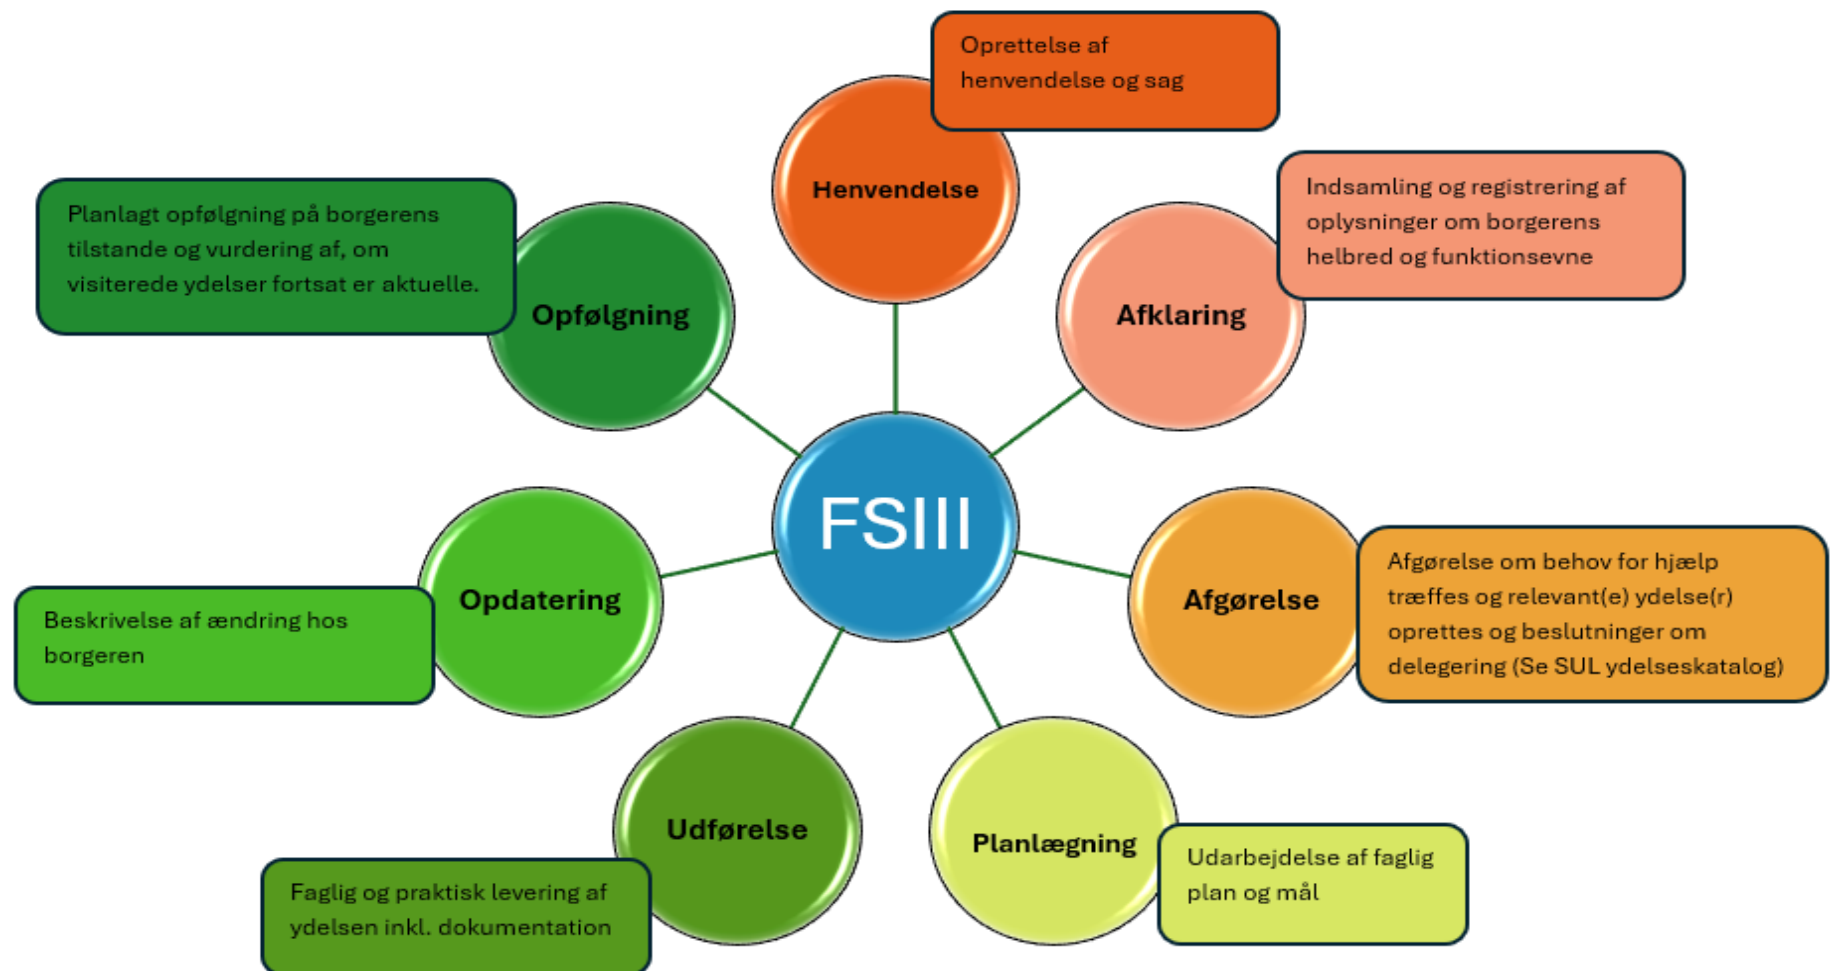 Oprettelse af
henvendelse og sag
Henvendelse
Indsamling og registrering af
oplysninger om borgerens
helbred og funktionsevne
Afklaring
Afgørelse om behov for hjælp
træffes og relevant(e) ydelse(r)
oprettes og beslutninger om
delegering (Se SUL ydelseskatalog)
Afgørelse
Udarbejdelse af faglig
plan og mål
Planlægning
Faglig og praktisk levering af
ydelsen inkl. dokumentation
Udførelse
Beskrivelse af ændring hos
borgeren
Opdatering
Planlagt opfølgning på borgerens
tilstande og vurdering af, om
visiterede ydelser fortsat er aktuelle.
Opfølgning
FSIII